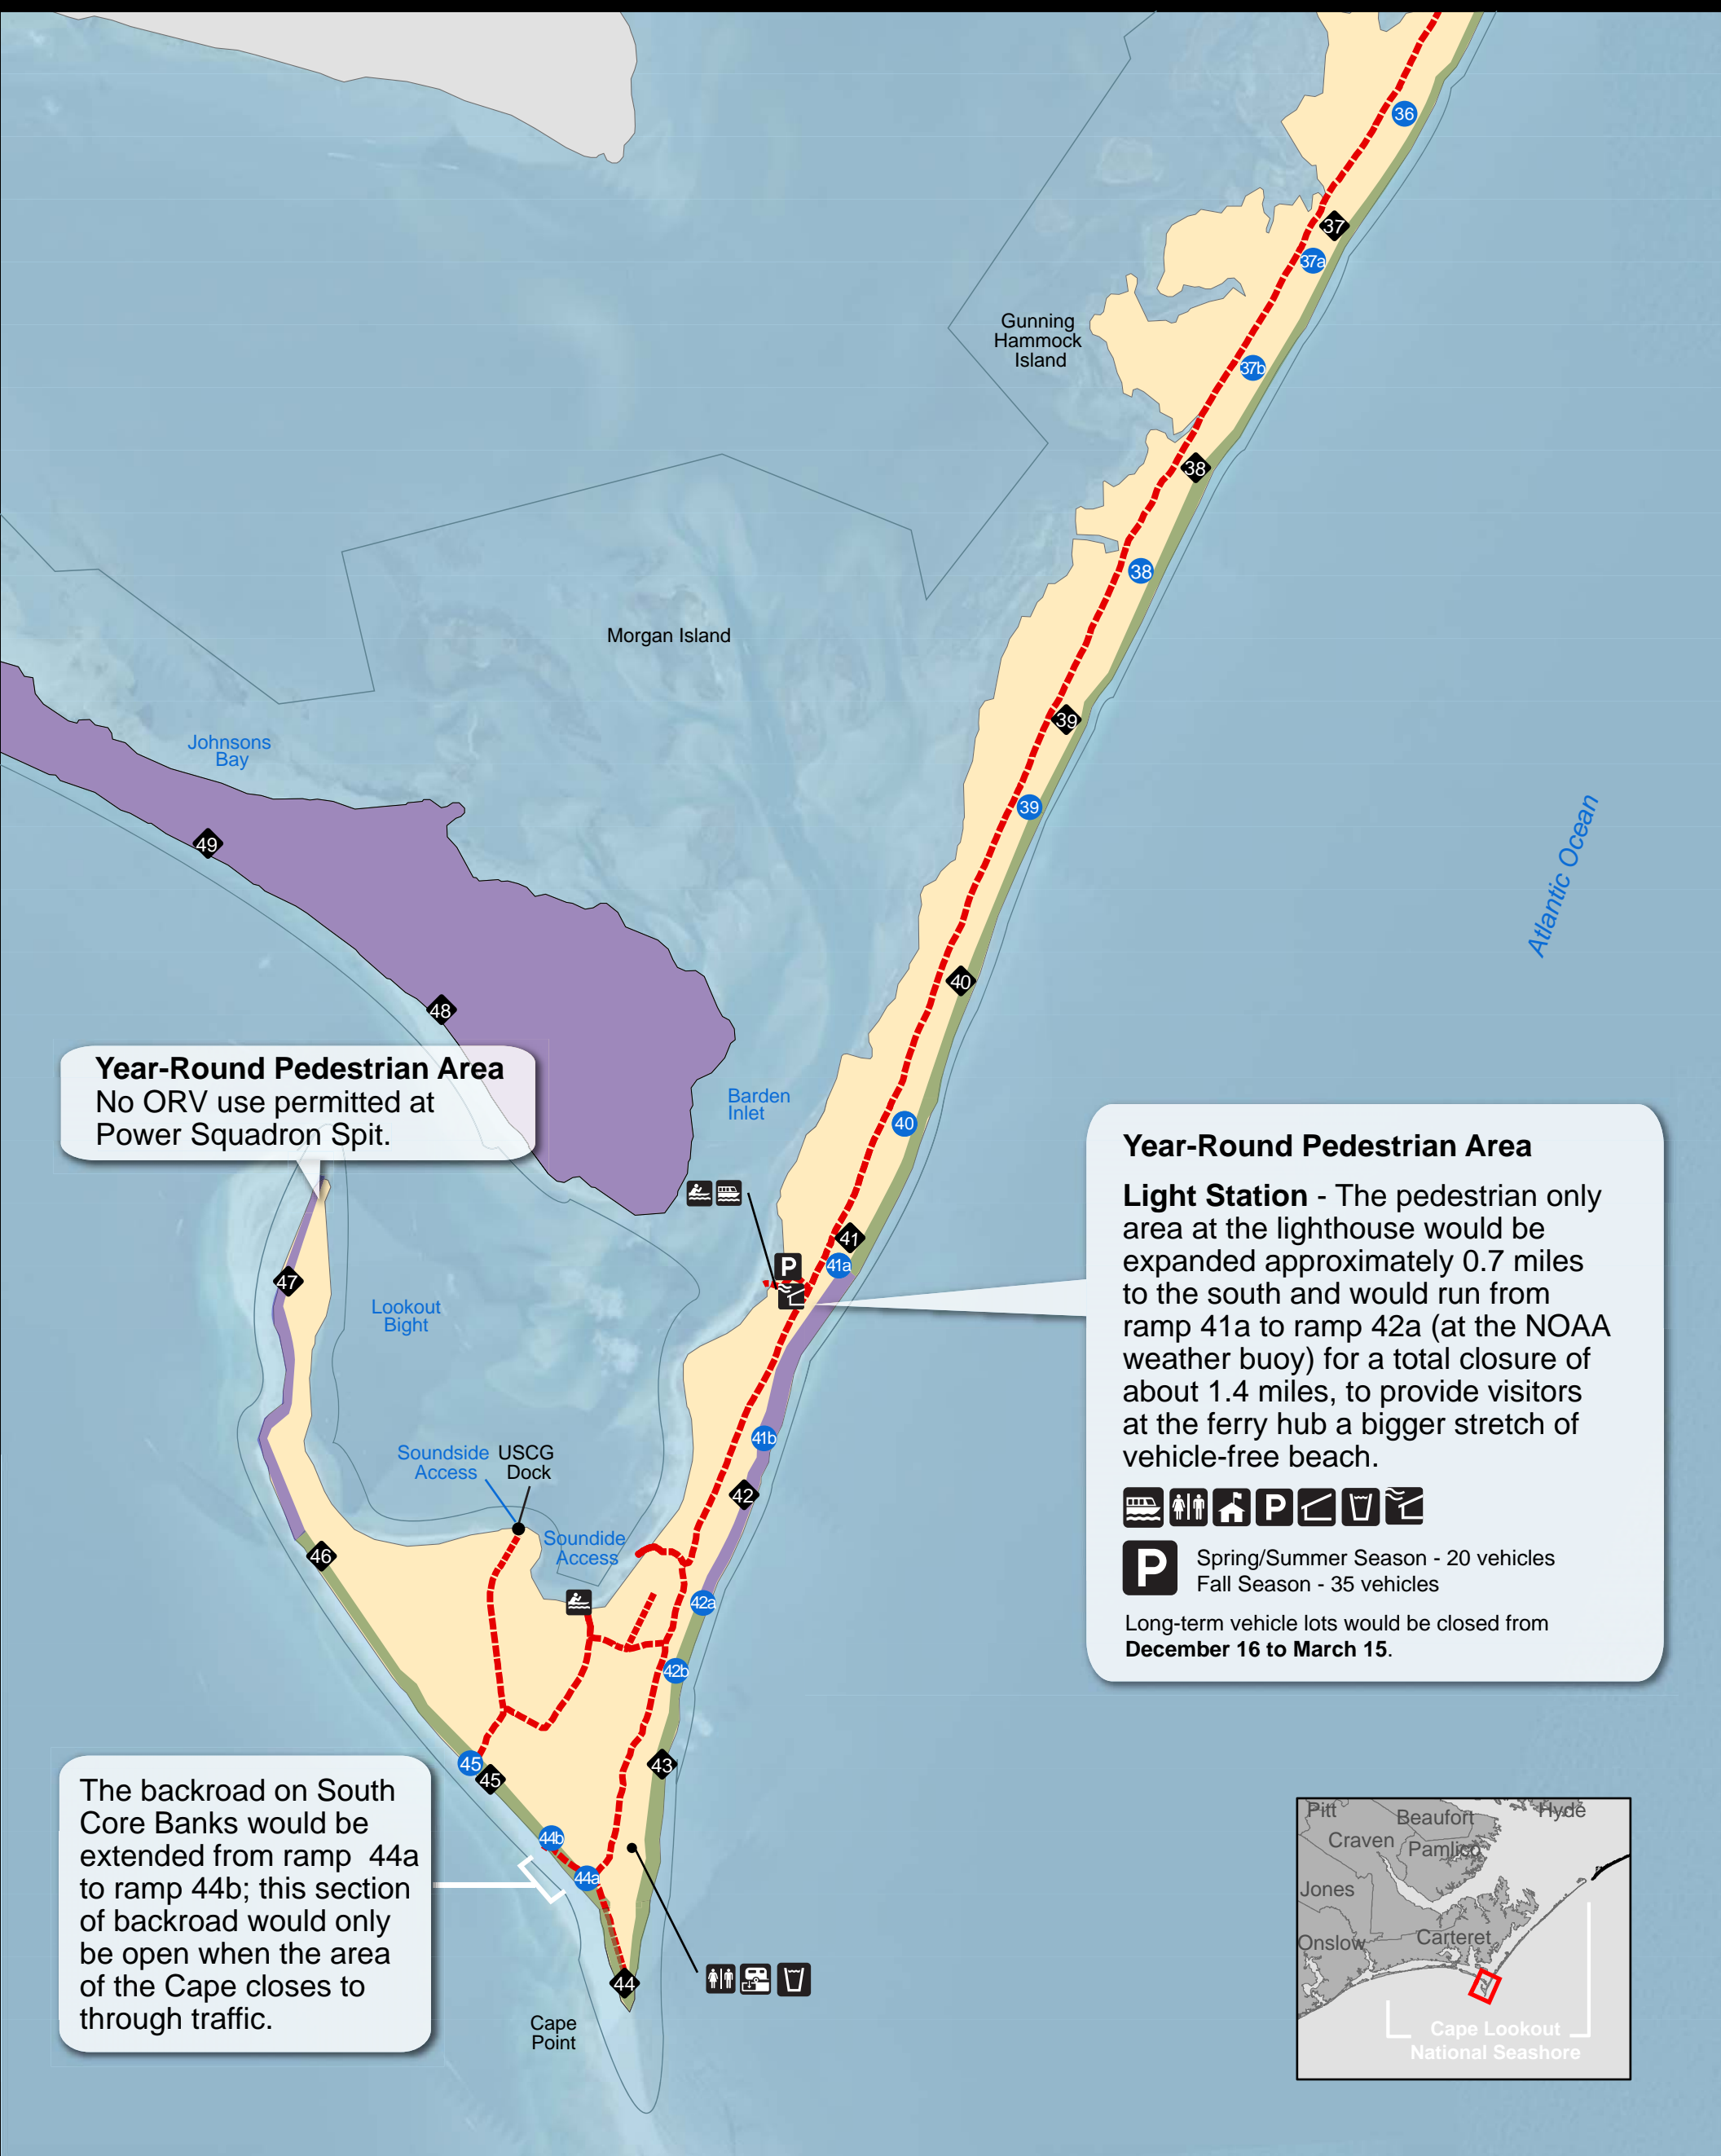 36
37
37a
Gunning
Hammock
Island
37b
38
38
Morgan Island
39
Johnsons
Bay
39
49
Atlantic Ocean
40
48
Year-Round Pedestrian Area
No ORV use permitted at
Power Squadron Spit.
Barden
Inlet
40
41
P
41a
47
Lookout
Bight
Year-Round Pedestrian Area
Light Station - The pedestrian only
area at the lighthouse would be
expanded approximately 0.7 miles
to the south and would run from
ramp 41a to ramp 42a (at the NOAA
weather buoy) for a total closure of
about 1.4 miles, to provide visitors
at the ferry hub a bigger stretch of
vehicle-free beach.
P
P
Spring/Summer Season - 20 vehicles
Fall Season - 35 vehicles
Long-term vehicle lots would be closed from
December 16 to March 15.
41b
Soundside
Access
USCG
Dock
42
Soundide
Access
46
42a
42b
45
45
43
The backroad on South
Core Banks would be
extended from ramp 44a
to ramp 44b; this section
of backroad would only
be open when the area
of the Cape closes to
through traffic.
44b
44a
44
Cape
Point
Pitt
Beaufort
Hyde
Craven
Pamlico
Jones
Onslow
Carteret
Cape Lookout
National Seashore